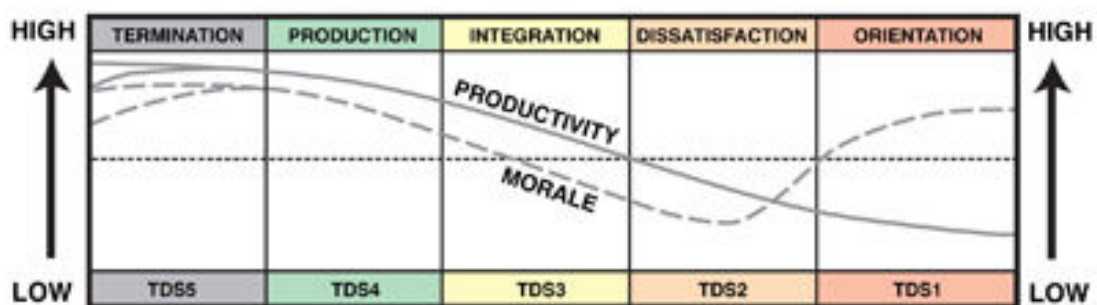 HIGH
TERMINATION PRODUCTION INTEGRATION DISSATISFACTION ORIENTATION
HIGH
PRODUCTIVITY
MORALE
LOW
TDS5 TDS4 TDS3 TDS2 TDS1
LOW